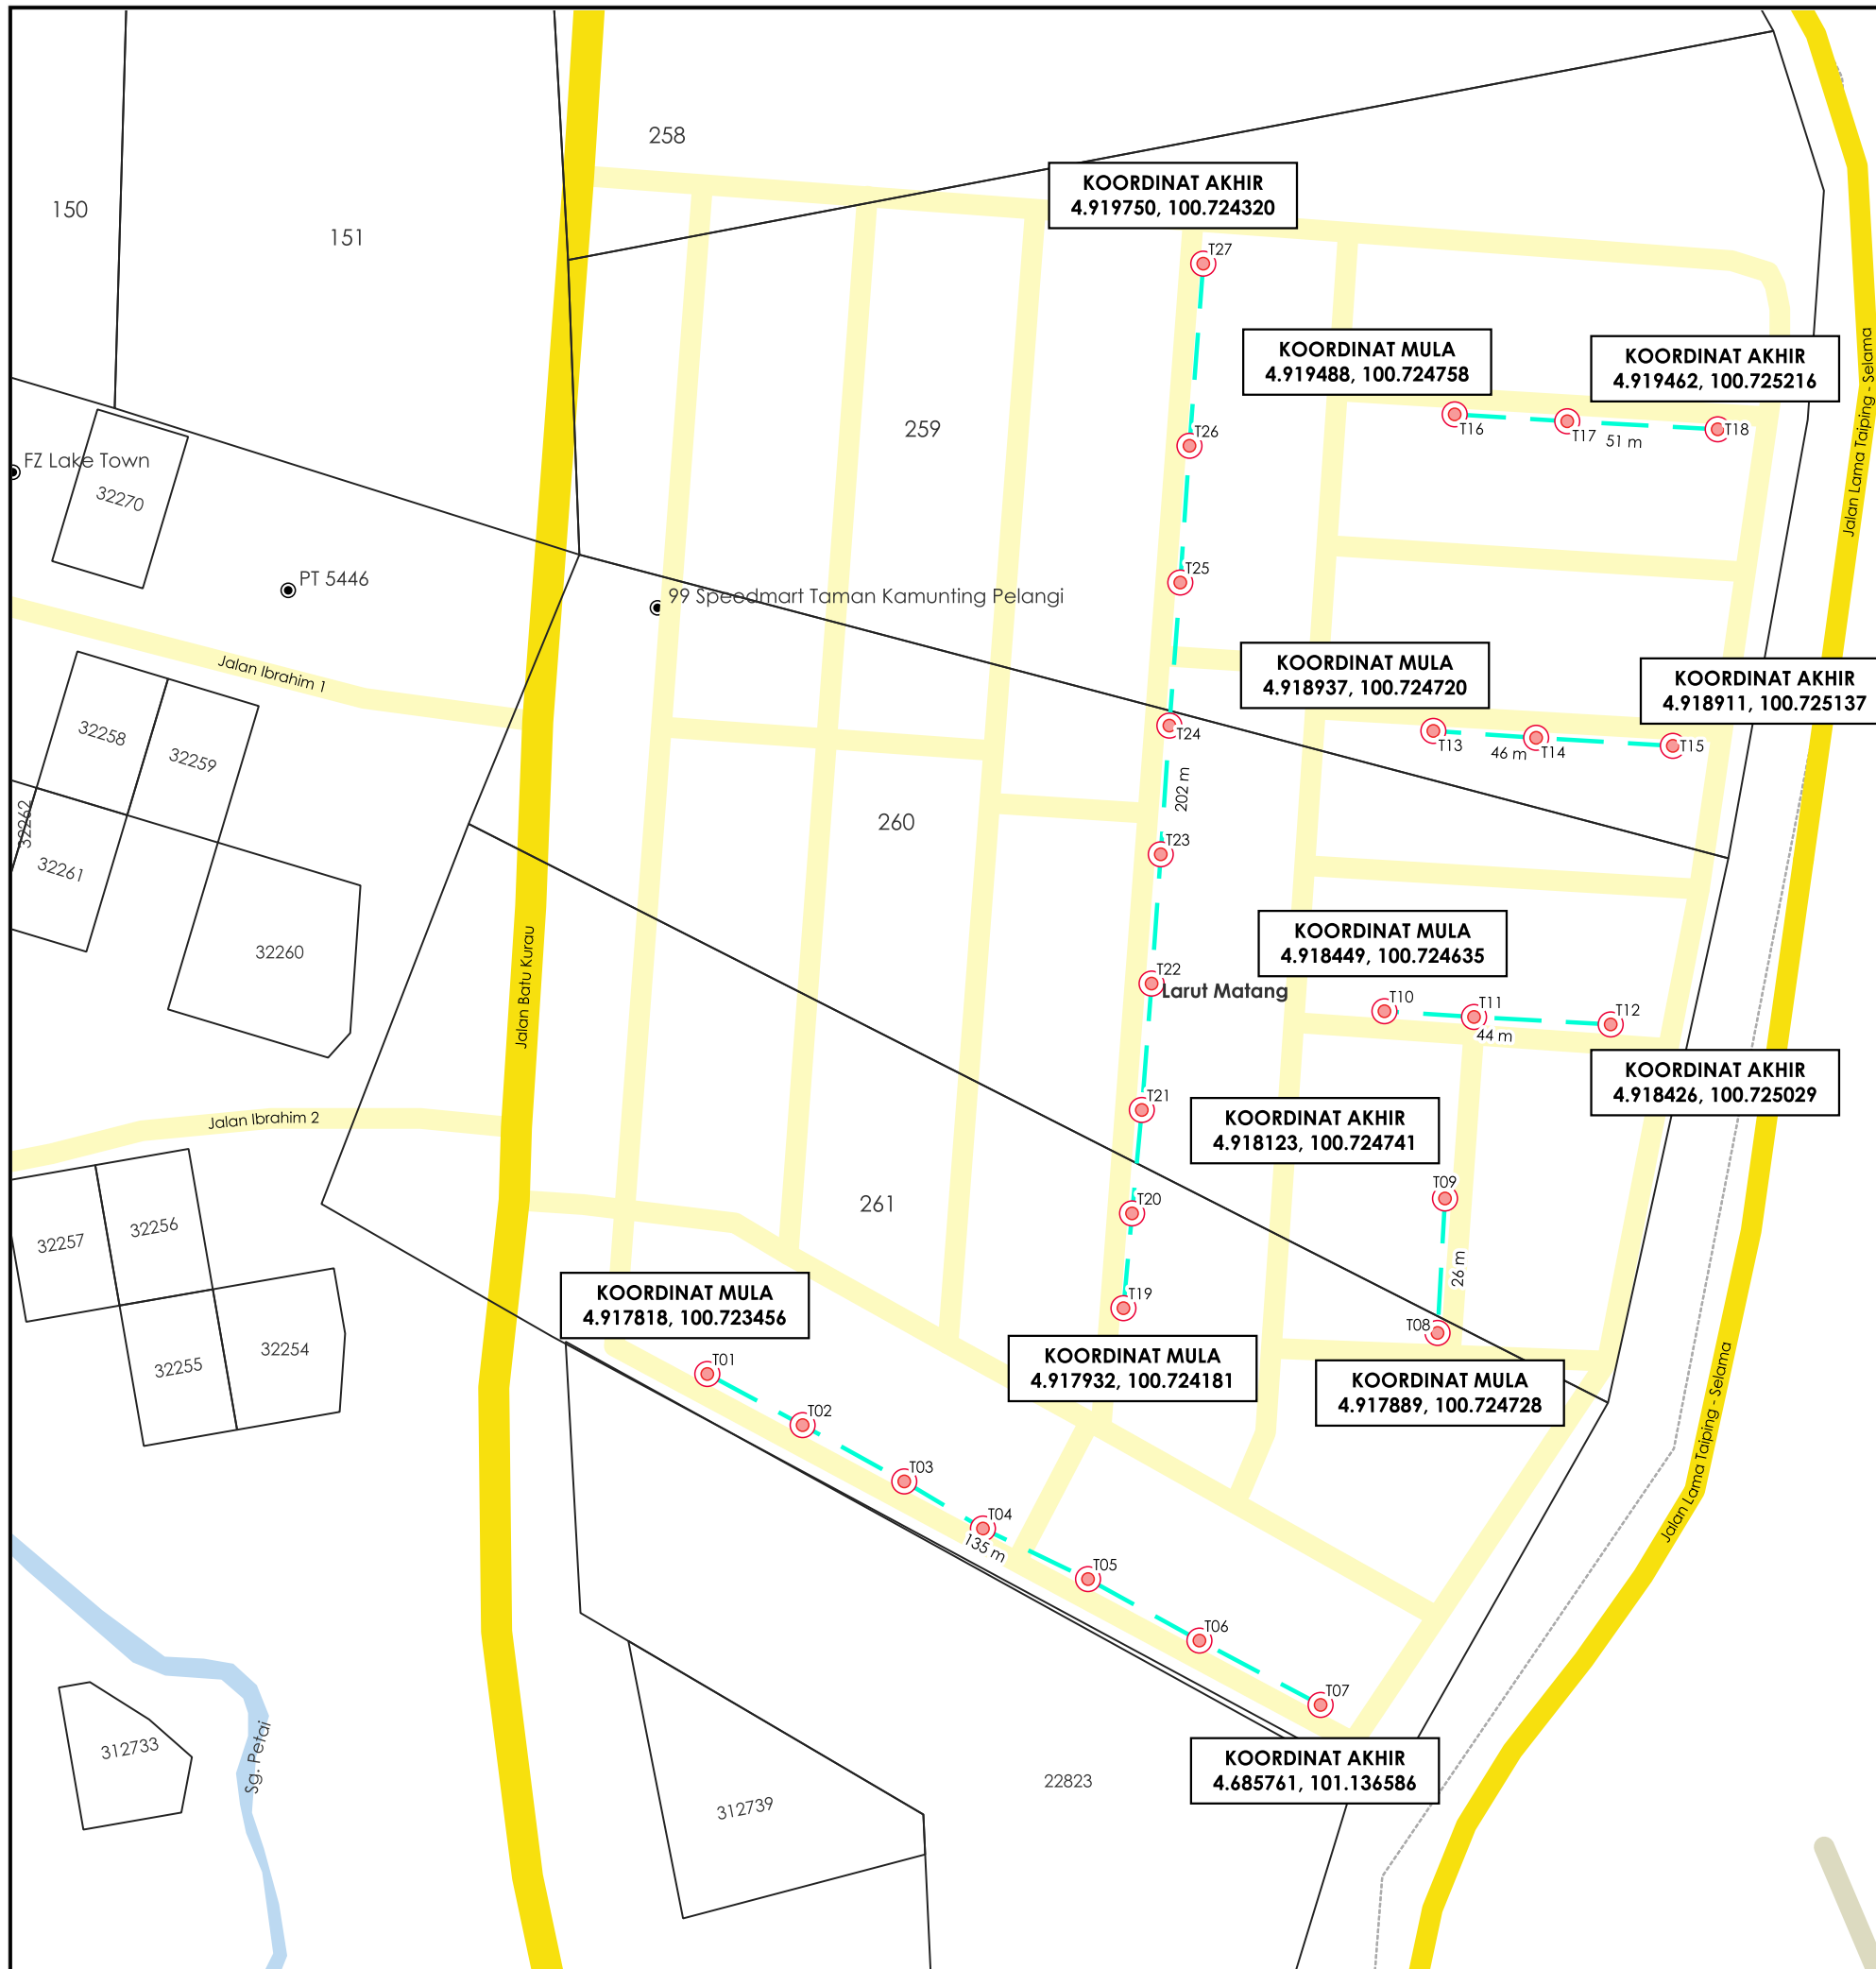 258
150
151
KOORDINAT AKHIR
4.919750, 100.724320
T27
KOORDINAT MULA
4.919488, 100.724758
KOORDINAT AKHIR
4.919462, 100.725216
Jalan Lama Taiping - Selama
T16
T17
51 m
T18
259
T26
FZ Lake Town
32270
PT 5446
99 Speedmart Taman Kamunting Pelangi
T25
Jalan Ibrahim 1
KOORDINAT MULA
4.918937, 100.724720
KOORDINAT AKHIR
4.918911, 100.725137
T24
T13
46 m
T14
T15
32258
32259
202 m
32262
32261
260
T23
32260
Jalan Batu Kurau
KOORDINAT MULA
4.918449, 100.724635
T22
Larut Matang
T10
T11
44 m
T12
KOORDINAT AKHIR
4.918426, 100.725029
Jalan Ibrahim 2
T21
KOORDINAT AKHIR
4.918123, 100.724741
T09
32257
32256
261
T20
26 m
KOORDINAT MULA
4.917818, 100.723456
T19
T08
32255
32254
T01
KOORDINAT MULA
4.917932, 100.724181
KOORDINAT MULA
4.917889, 100.724728
Jalan Lama Taiping - Selama
T02
T03
T04
135 m
T05
T06
T07
KOORDINAT AKHIR
4.685761, 101.136586
312733
Sg. Petai
312739
22823